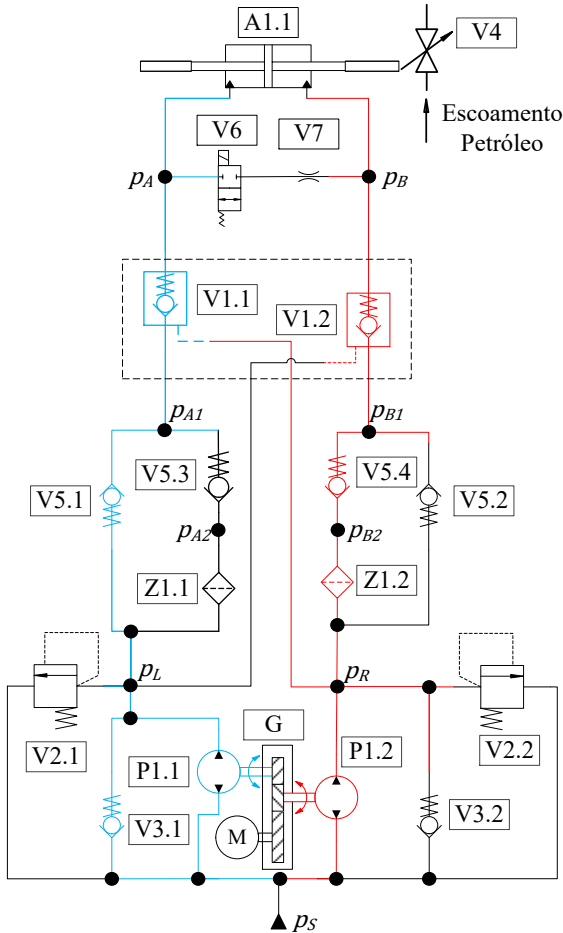 A1.1
V4
Escoamento
Petróleo
V6
V7
pA
pB
V1.1
V1.2
pA1
pB1
V5.3
V5.4
V5.1
V5.2
pA2
pB2
Z1.1
Z1.2
pL
pR
G
V2.1
P1.1
P1.2
V2.2
V3.1
M
V3.2
pS